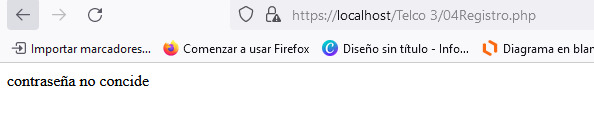 https://localhost/Telco 3/04Registro.php
Importar marcadores... Comenzar a usar Firefox Diseño sin título - Info... Diagrama en blan
contraseña no concide